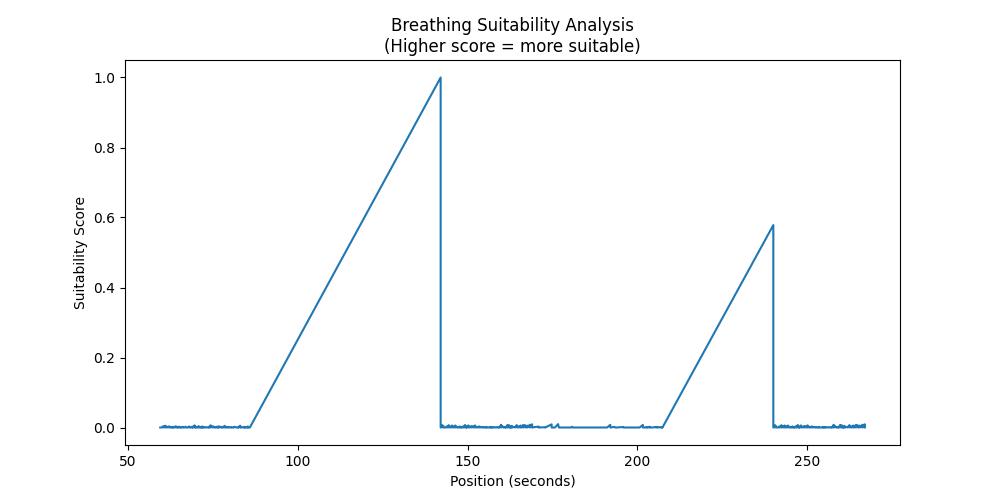 Breathing Suitability Analysis
(Higher score = more suitable)
Suitability Score
1.0
0.8
0.6
0.4
0.2
0.0
50 100 150 200 250
Position (seconds)